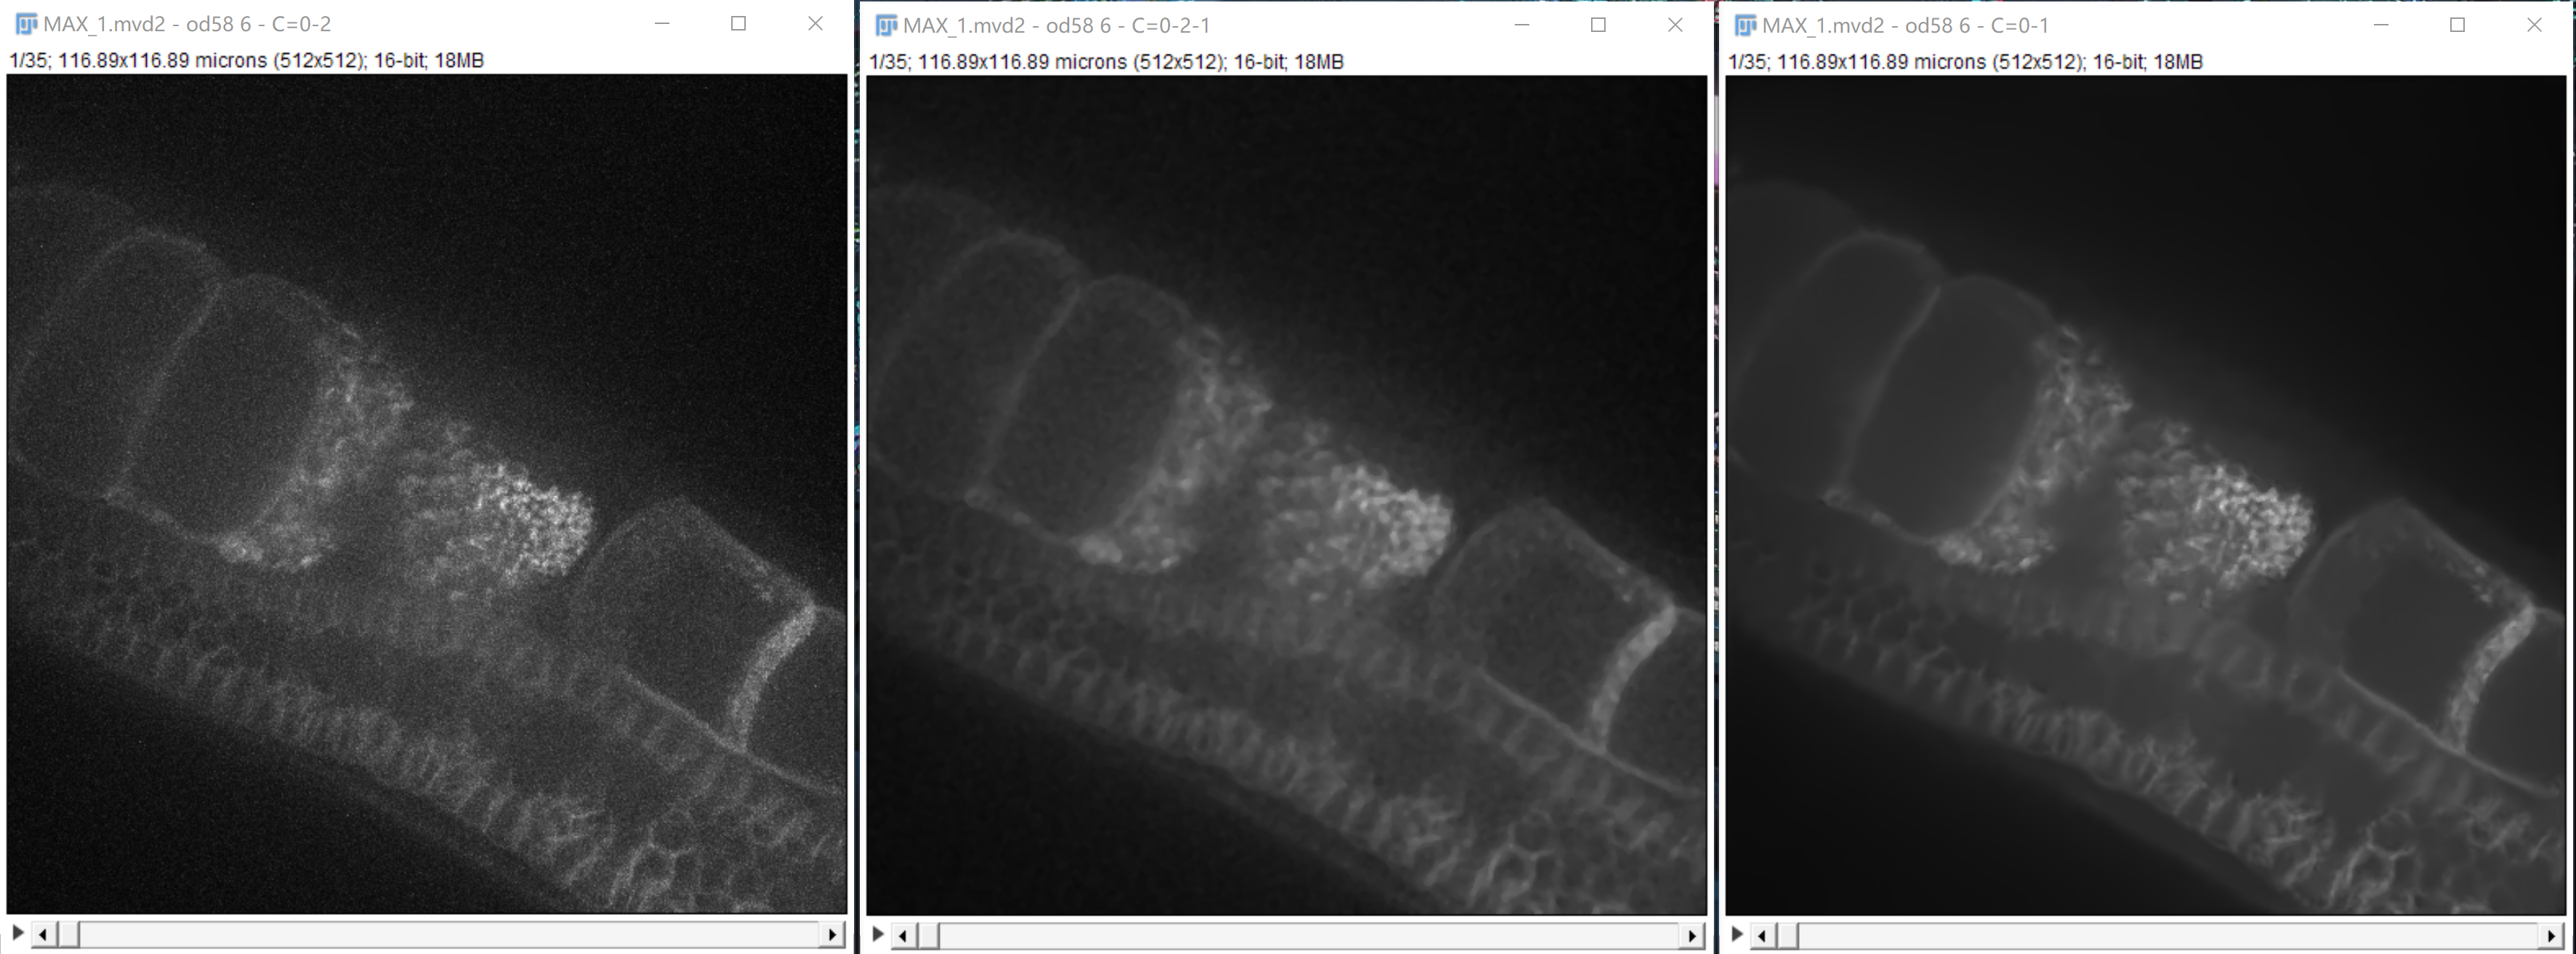 MAX_1.mvd2 - od58 6 - C=0-2
1/35; 116.89x116.89 microns (512x512); 16-bit; 18MB
MAX_1.mvd2 - od58 6 - C=0-2-1
1/35; 116.89x116.89 microns (512x512); 16-bit; 18MB
MAX_1.mvd2 - od58 6 - C=0-1
1/35; 116.89x116.89 microns (512x512); 16-bit; 18MB